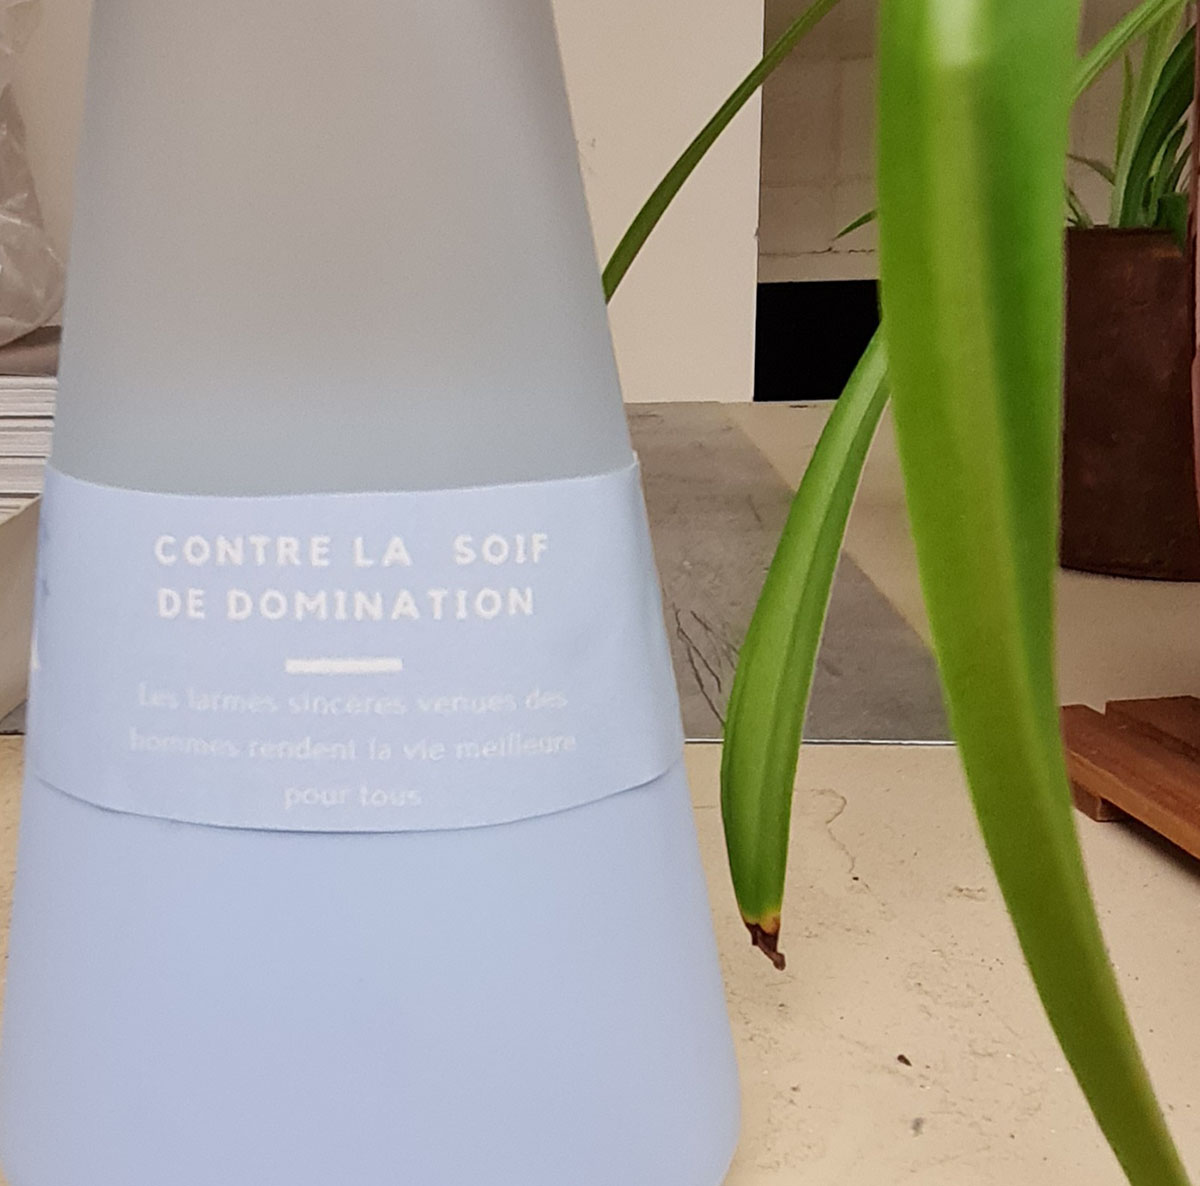 CONTRE LA SOIF
DE DOMINATION
Les larmes sincères venues des
hommes rendent la vie meilleure
pour tous